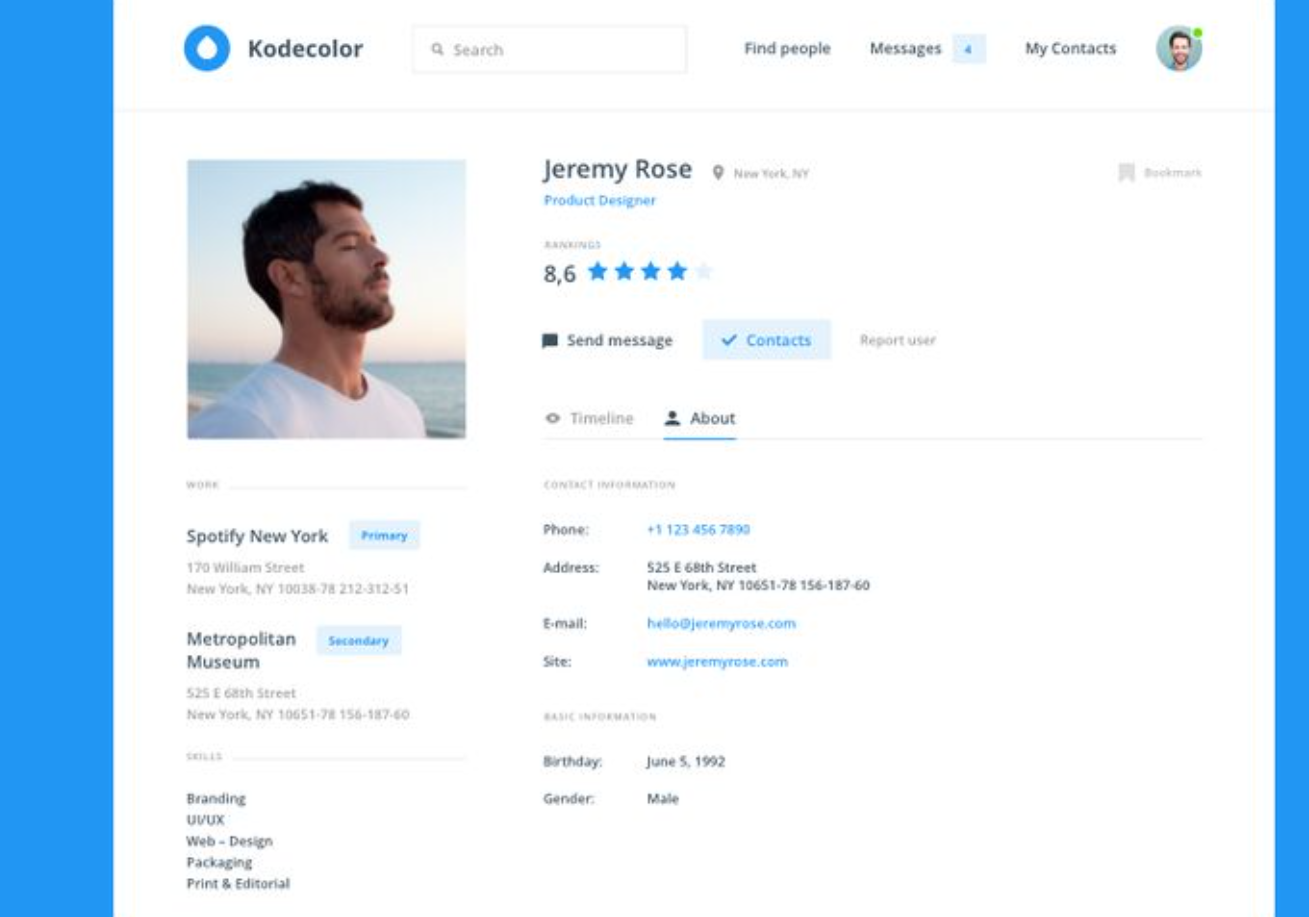 Kodecolor
Search
Find people
Messages 4
My Contacts
Jeremy Rose
New York, NY
Bookmark
Product Designer
RANKINGS
8,6
Send message
Contacts
Report user
Timeline
About
WORK
Spotify New York
Primary
170 William Street
New York, NY 10038-78 212-312-51
Metropolitan
Museum
Secondary
525 E 68th Street
New York, NY 10651-78 156-187-60
SKILLS
Branding
UI/UX
Web – Design
Packaging
Print & Editorial
CONTACT INFORMATION
Phone: +1 123 456 7890
Address: 525 E 68th Street
New York, NY 10651-78 156-187-60
E-mail: hello@jeremyrose.com
Site: www.jeremyrose.com
BASIC INFORMATION
Birthday: June 5, 1992
Gender: Male